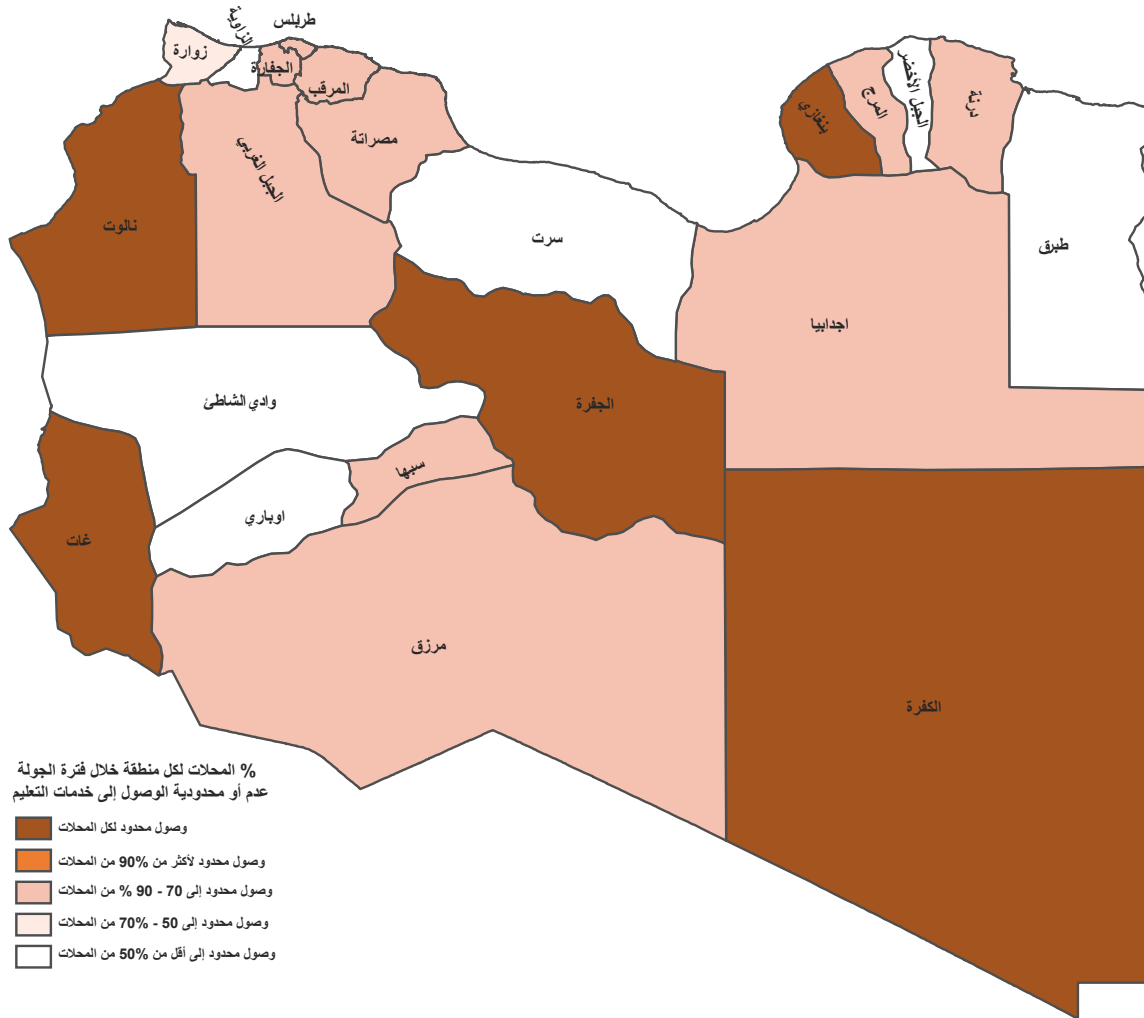 طربلس
الزاوية
زوارة
الجفارة
المرقب
مصراتة
الجبل الغربي
نالوت
سرت
بنغازي
المرج
الجبل الأخضر
درنة
طبرق
اجدابيا
الجفرة
وادي الشاطئ
سبها
اوباري
غات
مرزق
الكفرة
% المحلات لكل منطقة خلال فترة الجولة
عدم أو محدودية الوصول إلى خدمات التعليم
وصول محدود لكل المحلات
وصول محدود لأكثر من %90 من المحلات
وصول محدود إلى 70 - 90 % من المحلات
وصول محدود إلى 50 - %70 من المحلات
وصول محدود إلى أقل من %50 من المحلات